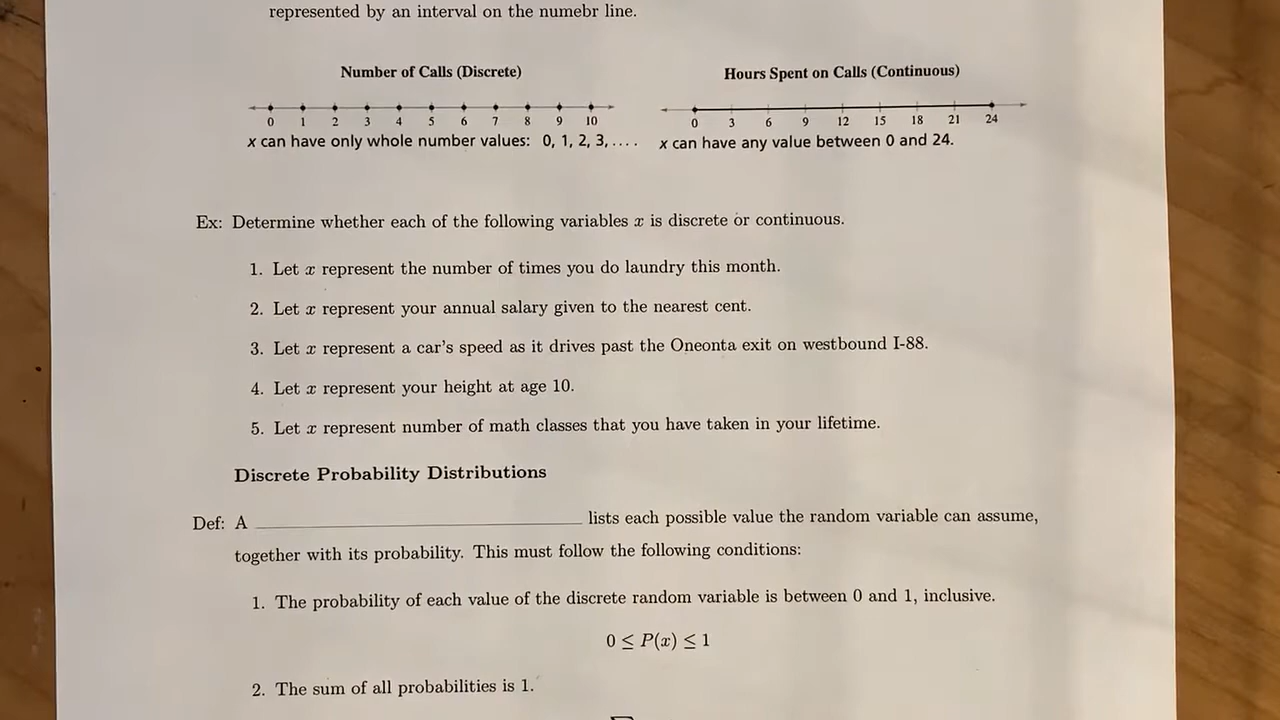 represented by an interval on the numebr line.
Number of Calls (Discrete)
0 1 2 3 4 5 6 7 8 9 10
x can have only whole number values: 0, 1, 2, 3, . . . .
Hours Spent on Calls (Continuous)
0 3 6 9 12 15 18 21 24
x can have any value between 0 and 24.
Ex: Determine whether each of the following variables x is discrete or continuous.
1. Let x represent the number of times you do laundry this month.
2. Let x represent your annual salary given to the nearest cent.
3. Let x represent a car's speed as it drives past the Oneonta exit on westbound I-88.
4. Let x represent your height at age 10.
5. Let x represent number of math classes that you have taken in your lifetime.
Discrete Probability Distributions
Def: A ______________________________ lists each possible value the random variable can assume,
together with its probability. This must follow the following conditions:
1. The probability of each value of the discrete random variable is between 0 and 1, inclusive.
0 ≤ P(x) ≤ 1
2. The sum of all probabilities is 1.